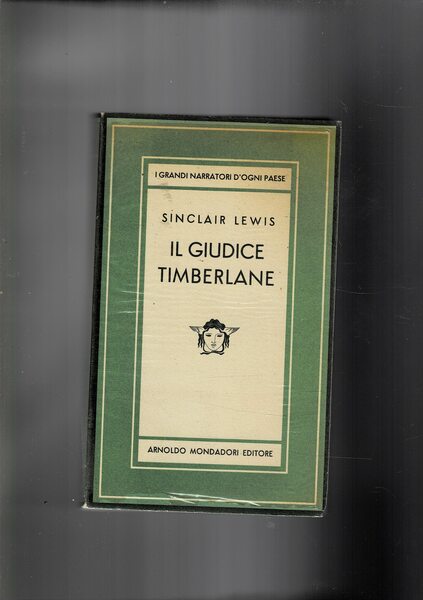 I GRANDI NARRATORI D'OGNI PAESE
SINCLAIR LEWIS
IL GIUDICE
TIMBERLANE
ARNOLDO MONDADORI EDITORE